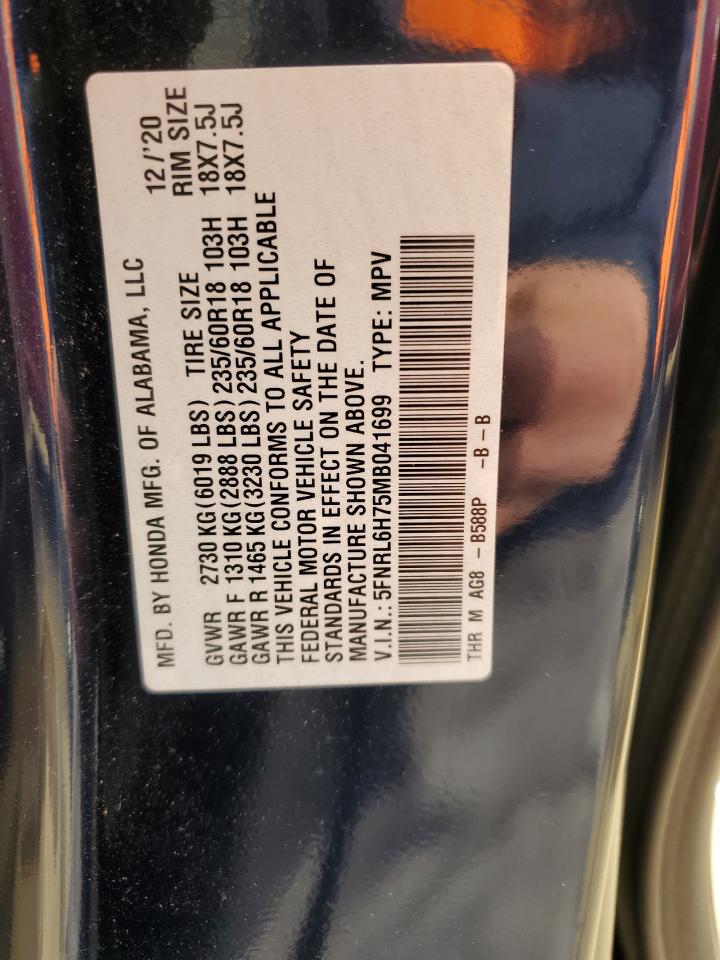 MFD. BY HONDA MFG. OF ALABAMA, LLC 12/'20
GVWR 2730 KG(6019 LBS) TIRE SIZE RIM SIZE
GAWR F 1310 KG(2888 LBS) 235/60R18 103H 18X7.5J
GAWR R 1465 KG(3230 LBS) 235/60R18 103H 18X7.5J
THIS VEHICLE CONFORMS TO ALL APPLICABLE
FEDERAL MOTOR VEHICLE SAFETY
STANDARDS IN EFFECT ON THE DATE OF
MANUFACTURE SHOWN ABOVE.
V.I.N.: 5FNRL6H75MB041699 TYPE: MPV
THR M AG8 - B588P -B - B